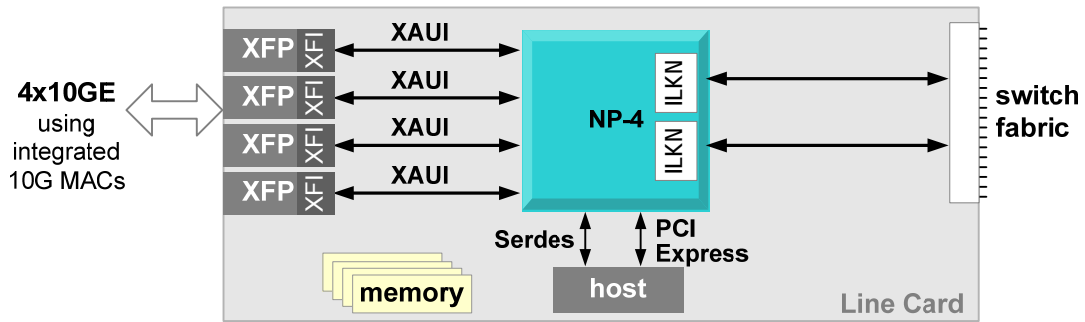 4x10GE
using
integrated
10G MACs
XFP XFI
XFP XFI
XFP XFI
XFP XFI
XAUI
XAUI
XAUI
XAUI
NP-4
ILKN
ILKN
switch
fabric
Serdes
PCI
Express
host
memory
Line Card